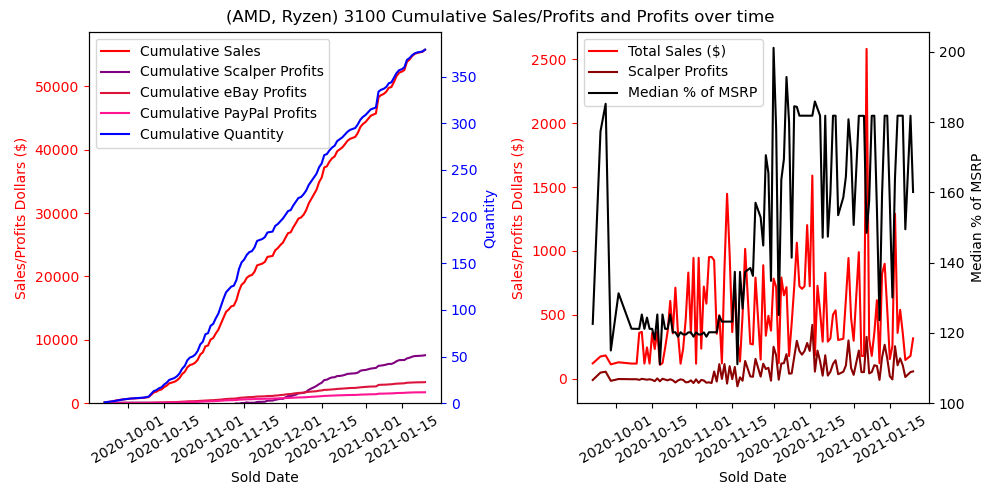 (AMD, Ryzen) 3100 Cumulative Sales/Profits and Profits over time
Cumulative Sales
Cumulative Scalper Profits
Cumulative eBay Profits
Cumulative PayPal Profits
Cumulative Quantity
Sales/Profits Dollars ($)
0
10000
20000
30000
40000
50000
Quantity
0
50
100
150
200
250
300
350
2020-10-01
2020-10-15
2020-11-01
2020-11-15
2020-12-01
2020-12-15
2021-01-01
2021-01-15
Sold Date
Total Sales ($)
Scalper Profits
Median % of MSRP
Sales/Profits Dollars ($)
0
500
1000
1500
2000
2500
Median % of MSRP
100
120
140
160
180
200
2020-10-01
2020-10-15
2020-11-01
2020-11-15
2020-12-01
2020-12-15
2021-01-01
2021-01-15
Sold Date